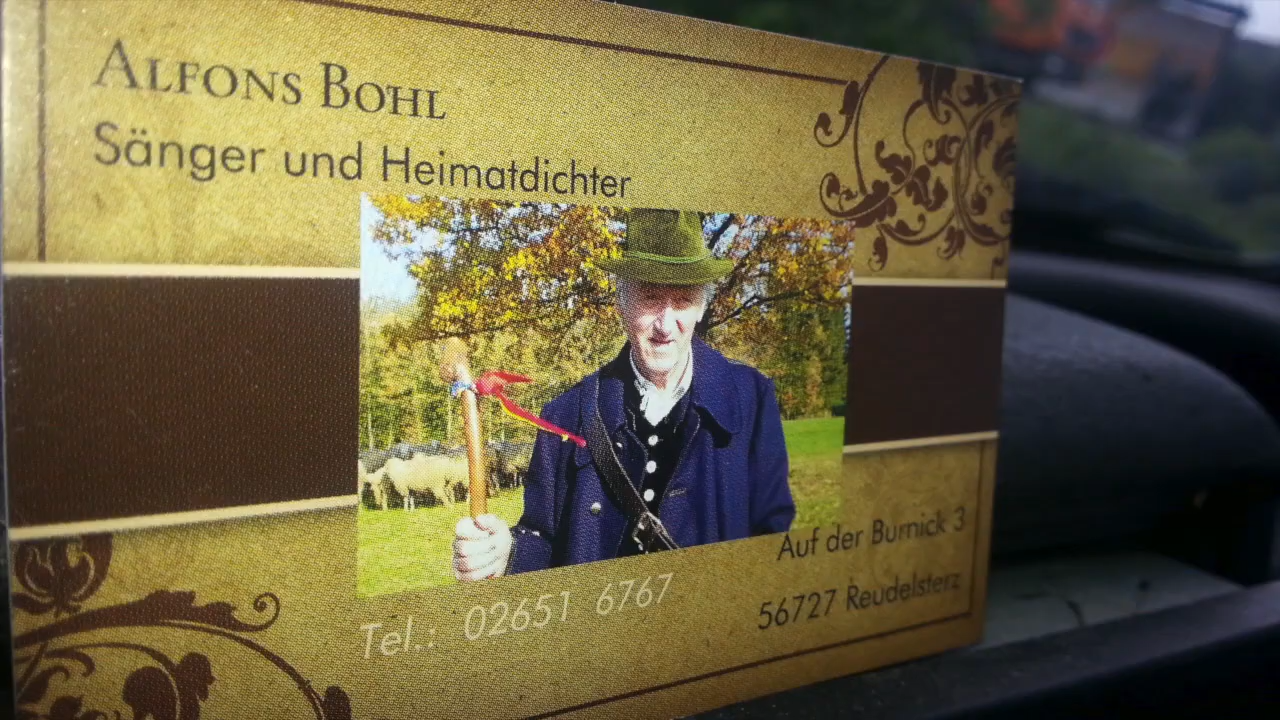 Alfons Bohl
Sänger und Heimatdichter
Auf der Burnick 3
Tel.: 02651 6767
56727 Reudelsterz